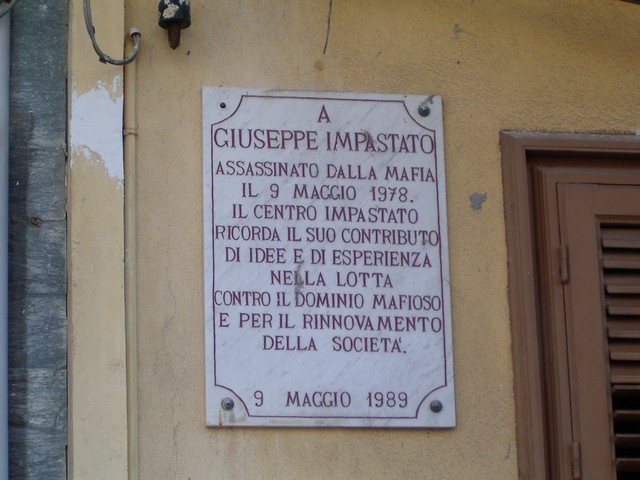 A
GIUSEPPE IMPASTATO
ASSASSINATO DALLA MAFIA
IL 9 MAGGIO 1978.
IL CENTRO IMPASTATO
RICORDA IL SUO CONTRIBUTO
DI IDEE E DI ESPERIENZA
NELLA LOTTA
CONTRO IL DOMINIO MAFIOSO
E PER IL RINNOVAMENTO
DELLA SOCIETA'.
9 MAGGIO 1989